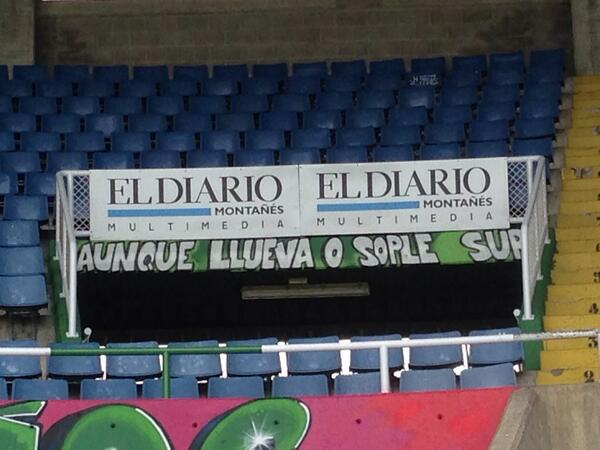 EL DIARIO
MONTAÑÉS
MULTIMEDIA
EL DIARIO
MONTAÑÉS
MULTIMEDIA
AUNQUE LLUEVA O SOPLE SUR